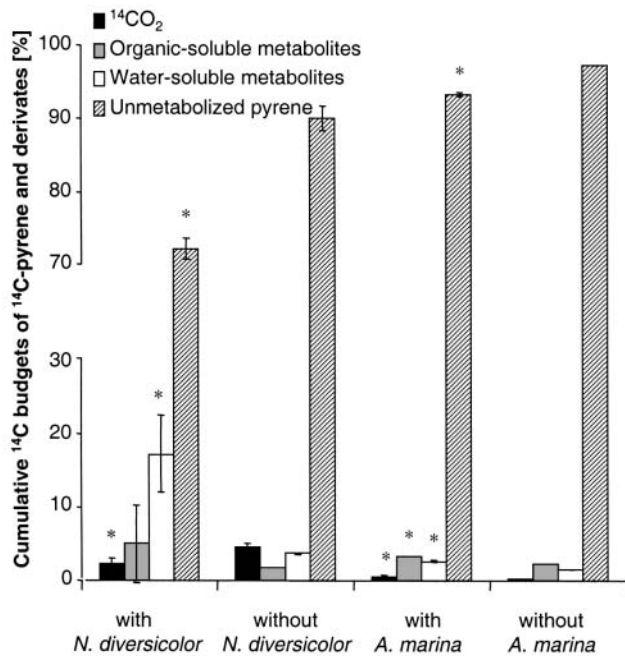 ¹⁴CO₂
Organic-soluble metabolites
Water-soluble metabolites
Unmetabolized pyrene
Cumulative ¹⁴C budgets of ¹⁴C-pyrene and derivates [%]
100
90
80
70
30
20
10
0
*
*
*
*
*
*
*
with
N. diversicolor
without
N. diversicolor
with
A. marina
without
A. marina